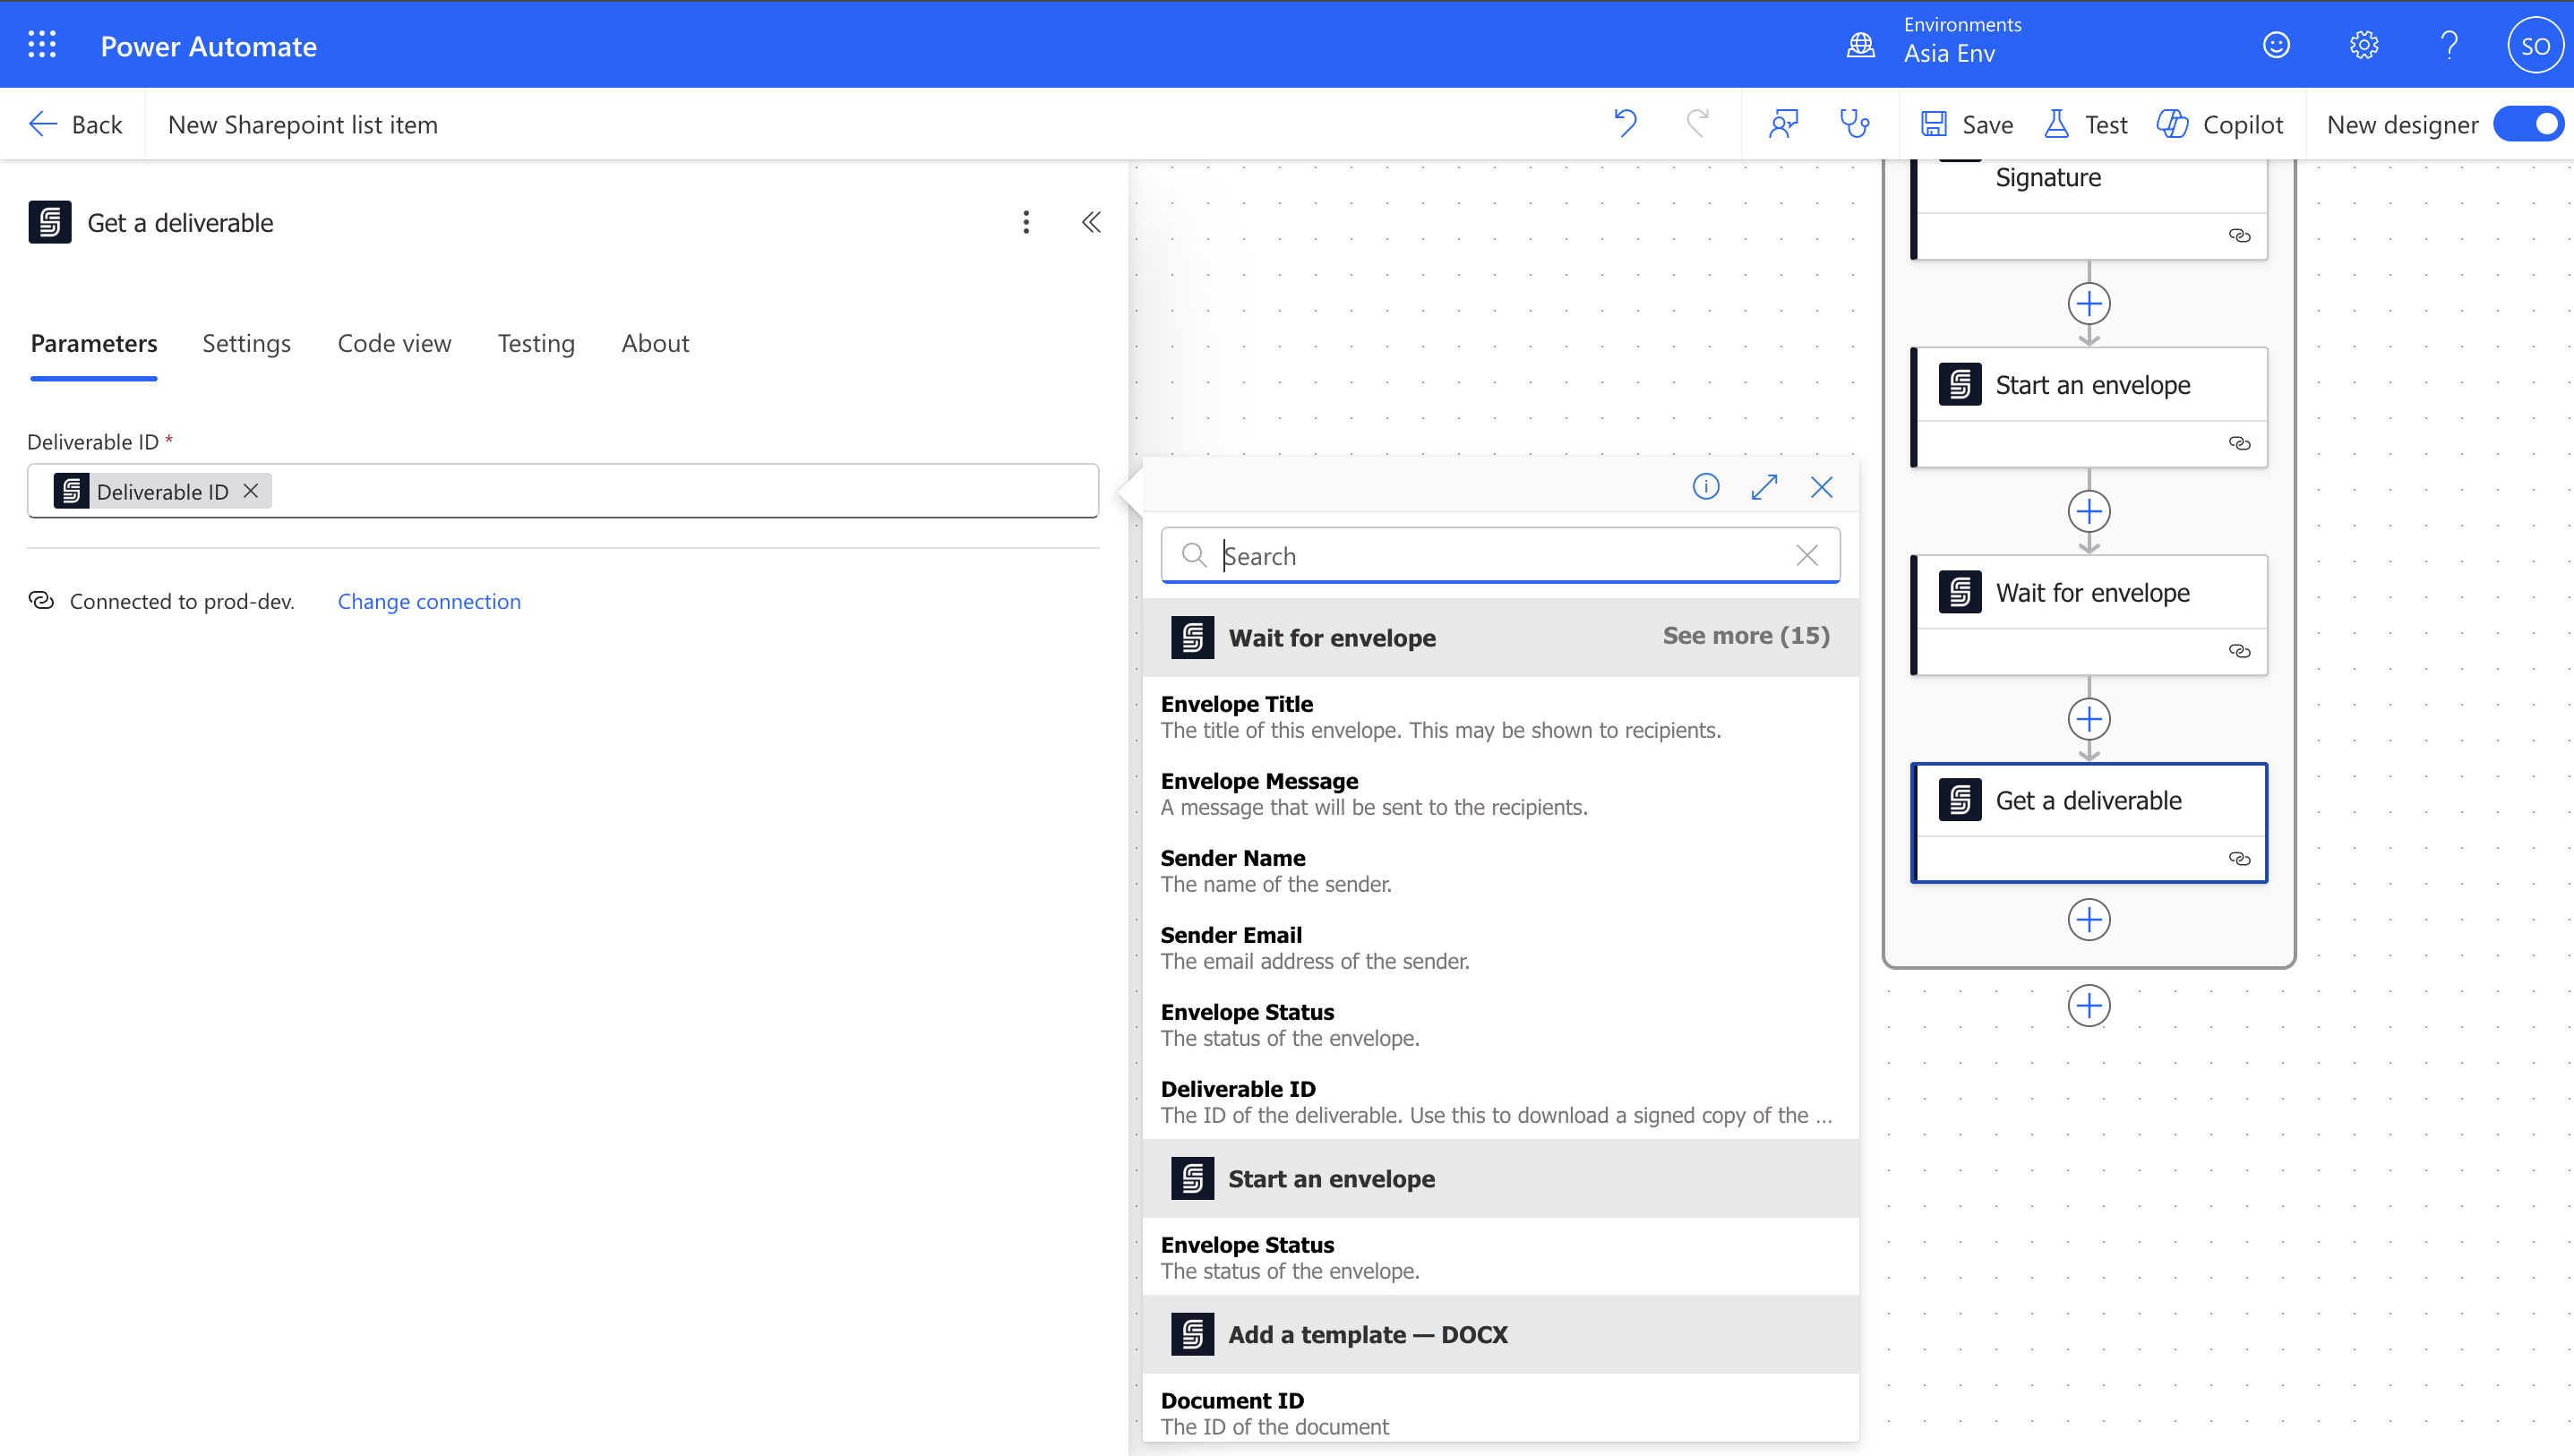 Power Automate
Environments
Asia Env
SO
Back
New Sharepoint list item
Save
Test
Copilot
New designer
Get a deliverable
Parameters
Settings
Code view
Testing
About
Deliverable ID *
Deliverable ID
Connected to prod-dev.
Change connection
Search
Wait for envelope
See more (15)
Envelope Title
The title of this envelope. This may be shown to recipients.
Envelope Message
A message that will be sent to the recipients.
Sender Name
The name of the sender.
Sender Email
The email address of the sender.
Envelope Status
The status of the envelope.
Deliverable ID
The ID of the deliverable. Use this to download a signed copy of the ...
Start an envelope
Envelope Status
The status of the envelope.
Add a template — DOCX
Document ID
The ID of the document
Signature
Start an envelope
Wait for envelope
Get a deliverable